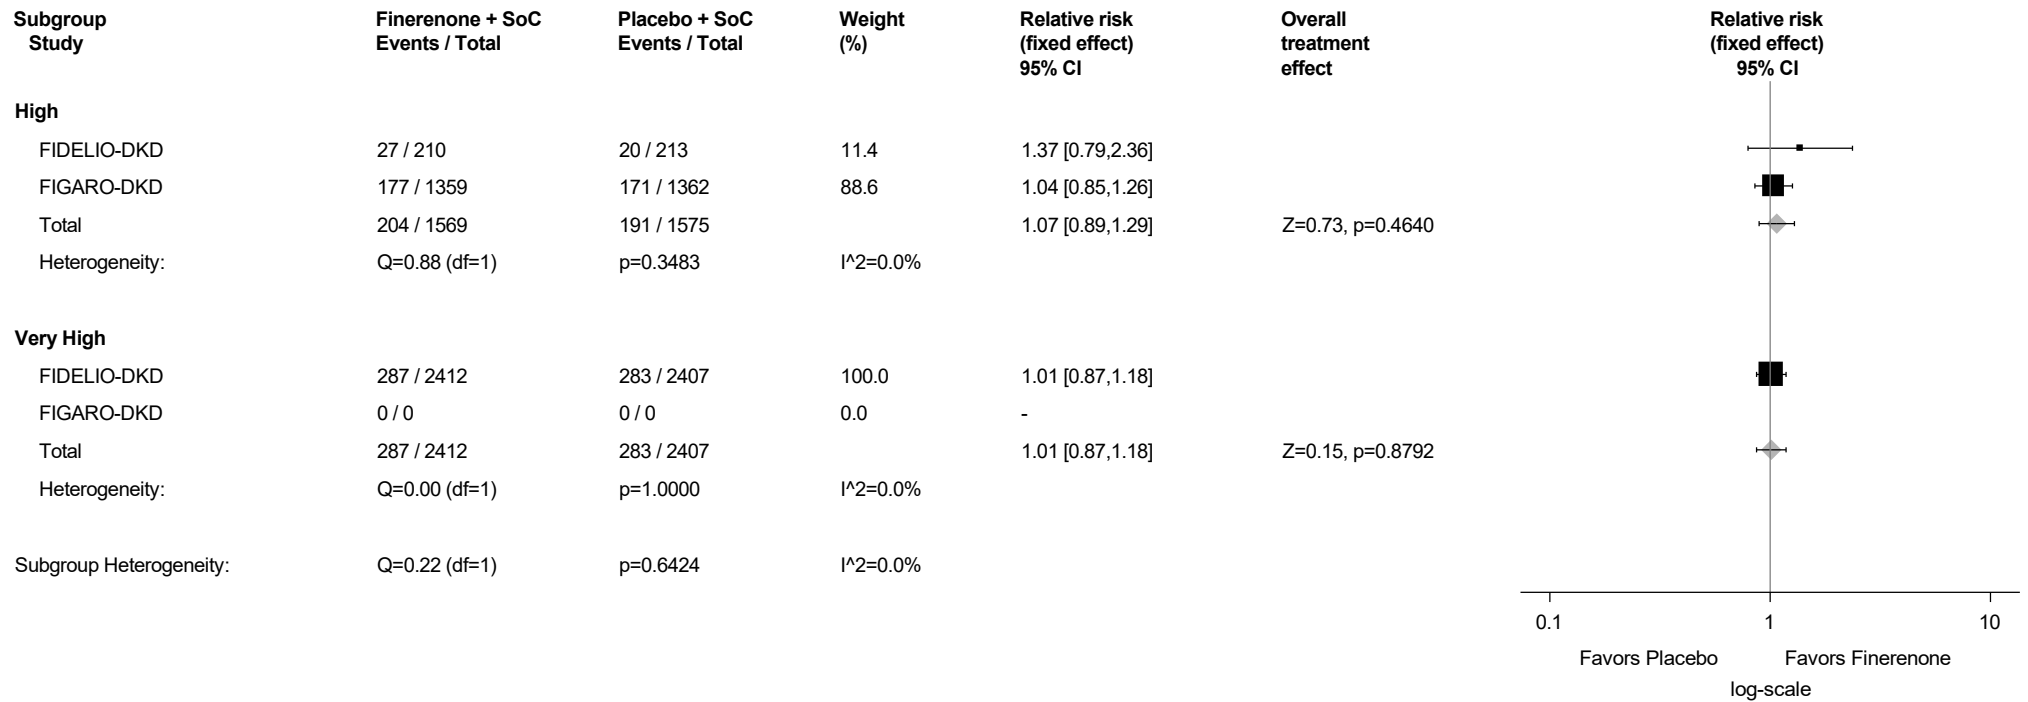 Subgroup Finerenone + SoC Placebo + SoC Weight Relative risk Overall Relative risk
Study Events / Total Events / Total (%) (fixed effect) treatment (fixed effect)
95% CI effect 95% CI
High
FIDELIO-DKD 27 / 210 20 / 213 11.4 1.37 [0.79,2.36]
FIGARO-DKD 177 / 1359 171 / 1362 88.6 1.04 [0.85,1.26]
Total 204 / 1569 191 / 1575 1.07 [0.89,1.29] Z=0.73, p=0.4640
Heterogeneity: Q=0.88 (df=1) p=0.3483 I^2=0.0%
Very High
FIDELIO-DKD 287 / 2412 283 / 2407 100.0 1.01 [0.87,1.18]
FIGARO-DKD 0 / 0 0 / 0 0.0 -
Total 287 / 2412 283 / 2407 1.01 [0.87,1.18] Z=0.15, p=0.8792
Heterogeneity: Q=0.00 (df=1) p=1.0000 I^2=0.0%
Subgroup Heterogeneity: Q=0.22 (df=1) p=0.6424 I^2=0.0%
0.1 1 10
Favors Placebo Favors Finerenone
log-scale